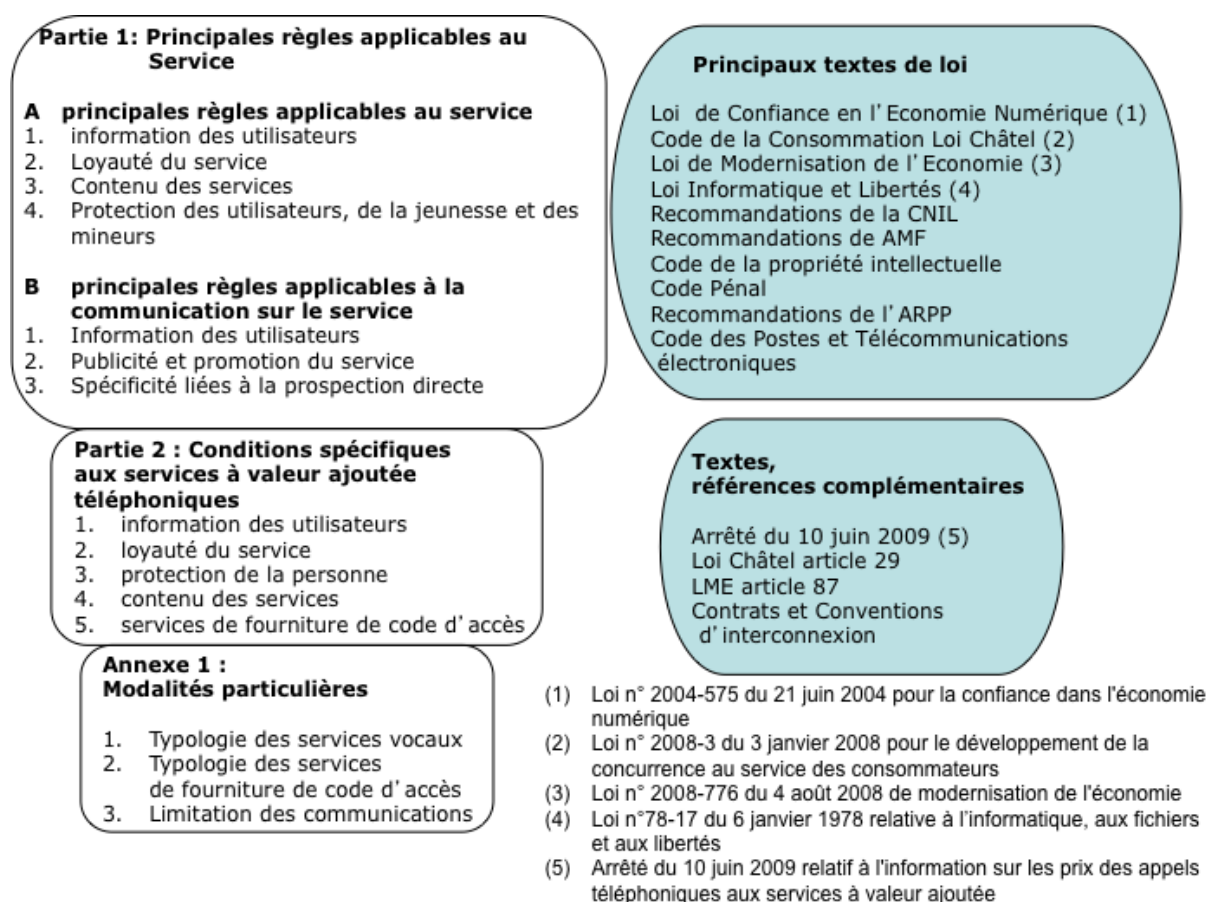 Partie 1: Principales règles applicables au
Service
A principales règles applicables au service
1. information des utilisateurs
2. Loyauté du service
3. Contenu des services
4. Protection des utilisateurs, de la jeunesse et des
mineurs
B principales règles applicables à la
communication sur le service
1. Information des utilisateurs
2. Publicité et promotion du service
3. Spécificité liées à la prospection directe
Principaux textes de loi
Loi de Confiance en l'Economie Numérique (1)
Code de la Consommation Loi Châtel (2)
Loi de Modernisation de l'Economie (3)
Loi Informatique et Libertés (4)
Recommandations de la CNIL
Recommandations de AMF
Code de la propriété intellectuelle
Code Pénal
Recommandations de l'ARPP
Code des Postes et Télécommunications
électroniques
Partie 2 : Conditions spécifiques
aux services à valeur ajoutée
téléphoniques
1. information des utilisateurs
2. loyauté du service
3. protection de la personne
4. contenu des services
5. services de fourniture de code d'accès
Textes,
références complémentaires
Arrêté du 10 juin 2009 (5)
Loi Châtel article 29
LME article 87
Contrats et Conventions
d'interconnexion
Annexe 1 :
Modalités particulières
1. Typologie des services vocaux
2. Typologie des services
de fourniture de code d'accès
3. Limitation des communications
(1) Loi n° 2004-575 du 21 juin 2004 pour la confiance dans l'économie
numérique
(2) Loi n° 2008-3 du 3 janvier 2008 pour le développement de la
concurrence au service des consommateurs
(3) Loi n° 2008-776 du 4 août 2008 de modernisation de l'économie
(4) Loi n°78-17 du 6 janvier 1978 relative à l'informatique, aux fichiers
et aux libertés
(5) Arrêté du 10 juin 2009 relatif à l'information sur les prix des appels
téléphoniques aux services à valeur ajoutée